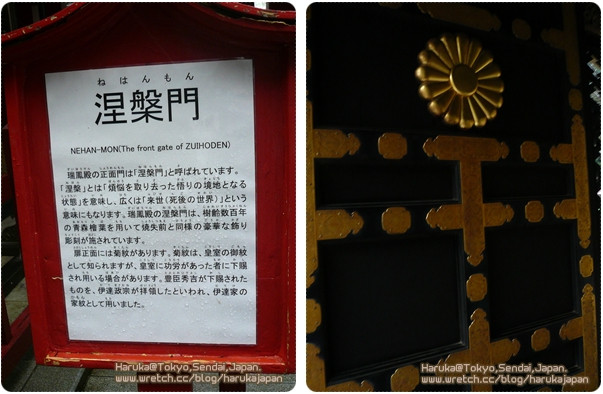 ねはんもん
涅槃門
NEHAN-MON(The front gate of ZUIHODEN)
瑞鳳殿の正面門は「涅槃門」と呼ばれています。
「涅槃」とは「煩悩を取り去った悟りの境地となる
状態」を意味し、広くは「来世(死後の世界)」という
意味にもなります。瑞鳳殿の涅槃門は、樹齢数百年
の青森檜葉を用いて焼失前と同様の豪華な飾り
彫刻が施されています。
扉正面には菊紋があります。菊紋は、皇室の御紋
として知られますが、皇室に功労があった者に下賜
され用いる場合があります。豊臣秀吉が下賜された
ものを、伊達政宗が拝領したといわれ、伊達家の
家紋として用いました。
Haruka@Tokyo,Sendai,Japan.
www.wretch.cc/blog/harukajapan
Haruka@Tokyo,Sendai,Japan.
www.wretch.cc/blog/harukajapan